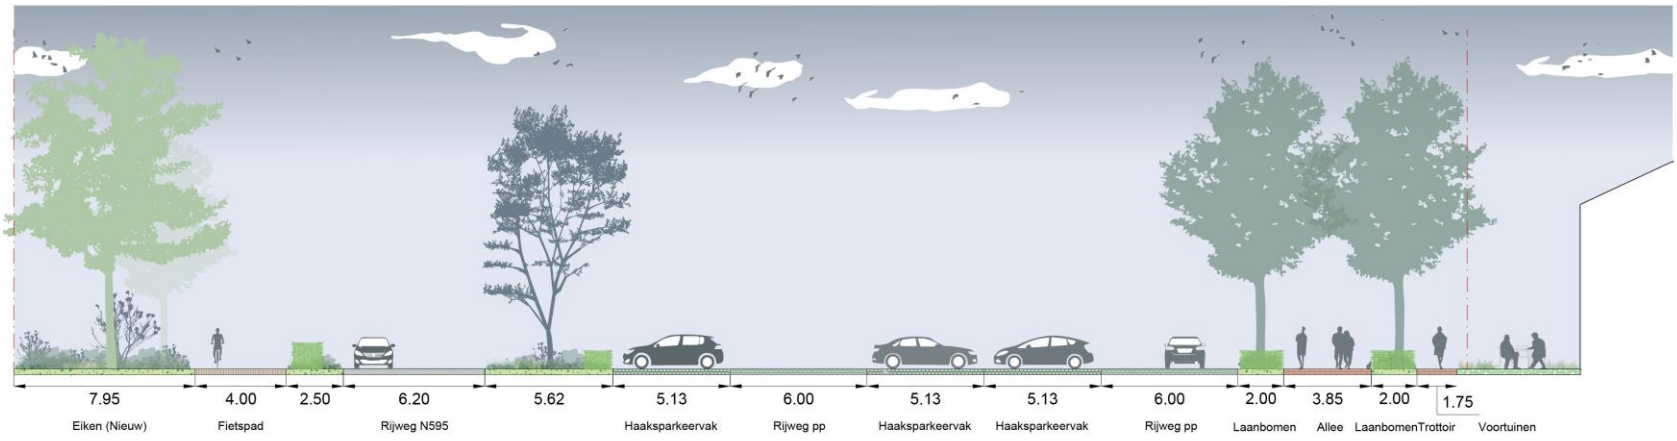 7.95 4.00 2.50 6.20 5.62 5.13 6.00 5.13 5.13 6.00 2.00 3.85 2.00 1.75
Eiken (Nieuw) Fietspad Rijweg N595 Haaksparkeervak Rijweg pp Haaksparkeervak Haaksparkeervak Rijweg pp Laanbomen Allee Laanbomen Trottoir Voortuinen